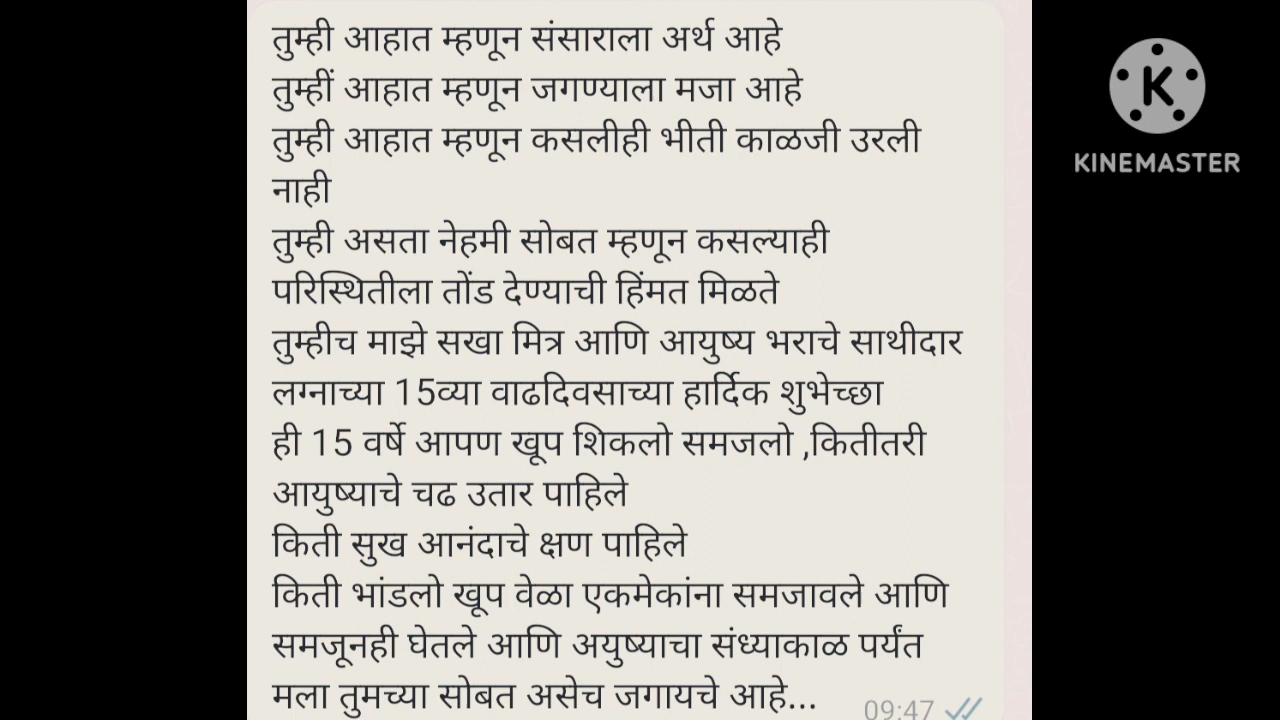 तुम्ही आहात म्हणून संसाराला अर्थ आहे
तुम्हीं आहात म्हणून जगण्याला मजा आहे
तुम्ही आहात म्हणून कसलीही भीती काळजी उरली
नाही
तुम्ही असता नेहमी सोबत म्हणून कसल्याही
परिस्थितीला तोंड देण्याची हिंमत मिळते
तुम्हीच माझे सखा मित्र आणि आयुष्य भराचे साथीदार
लग्नाच्या 15व्या वाढदिवसाच्या हार्दिक शुभेच्छा
ही 15 वर्षे आपण खूप शिकलो समजलो ,कितीतरी
आयुष्याचे चढ उतार पाहिले
किती सुख आनंदाचे क्षण पाहिले
किती भांडलो खूप वेळा एकमेकांना समजावले आणि
समजूनही घेतले आणि अयुष्याचा संध्याकाळ पर्यंत
मला तुमच्या सोबत असेच जगायचे आहे...
09:47
K
KINEMASTER